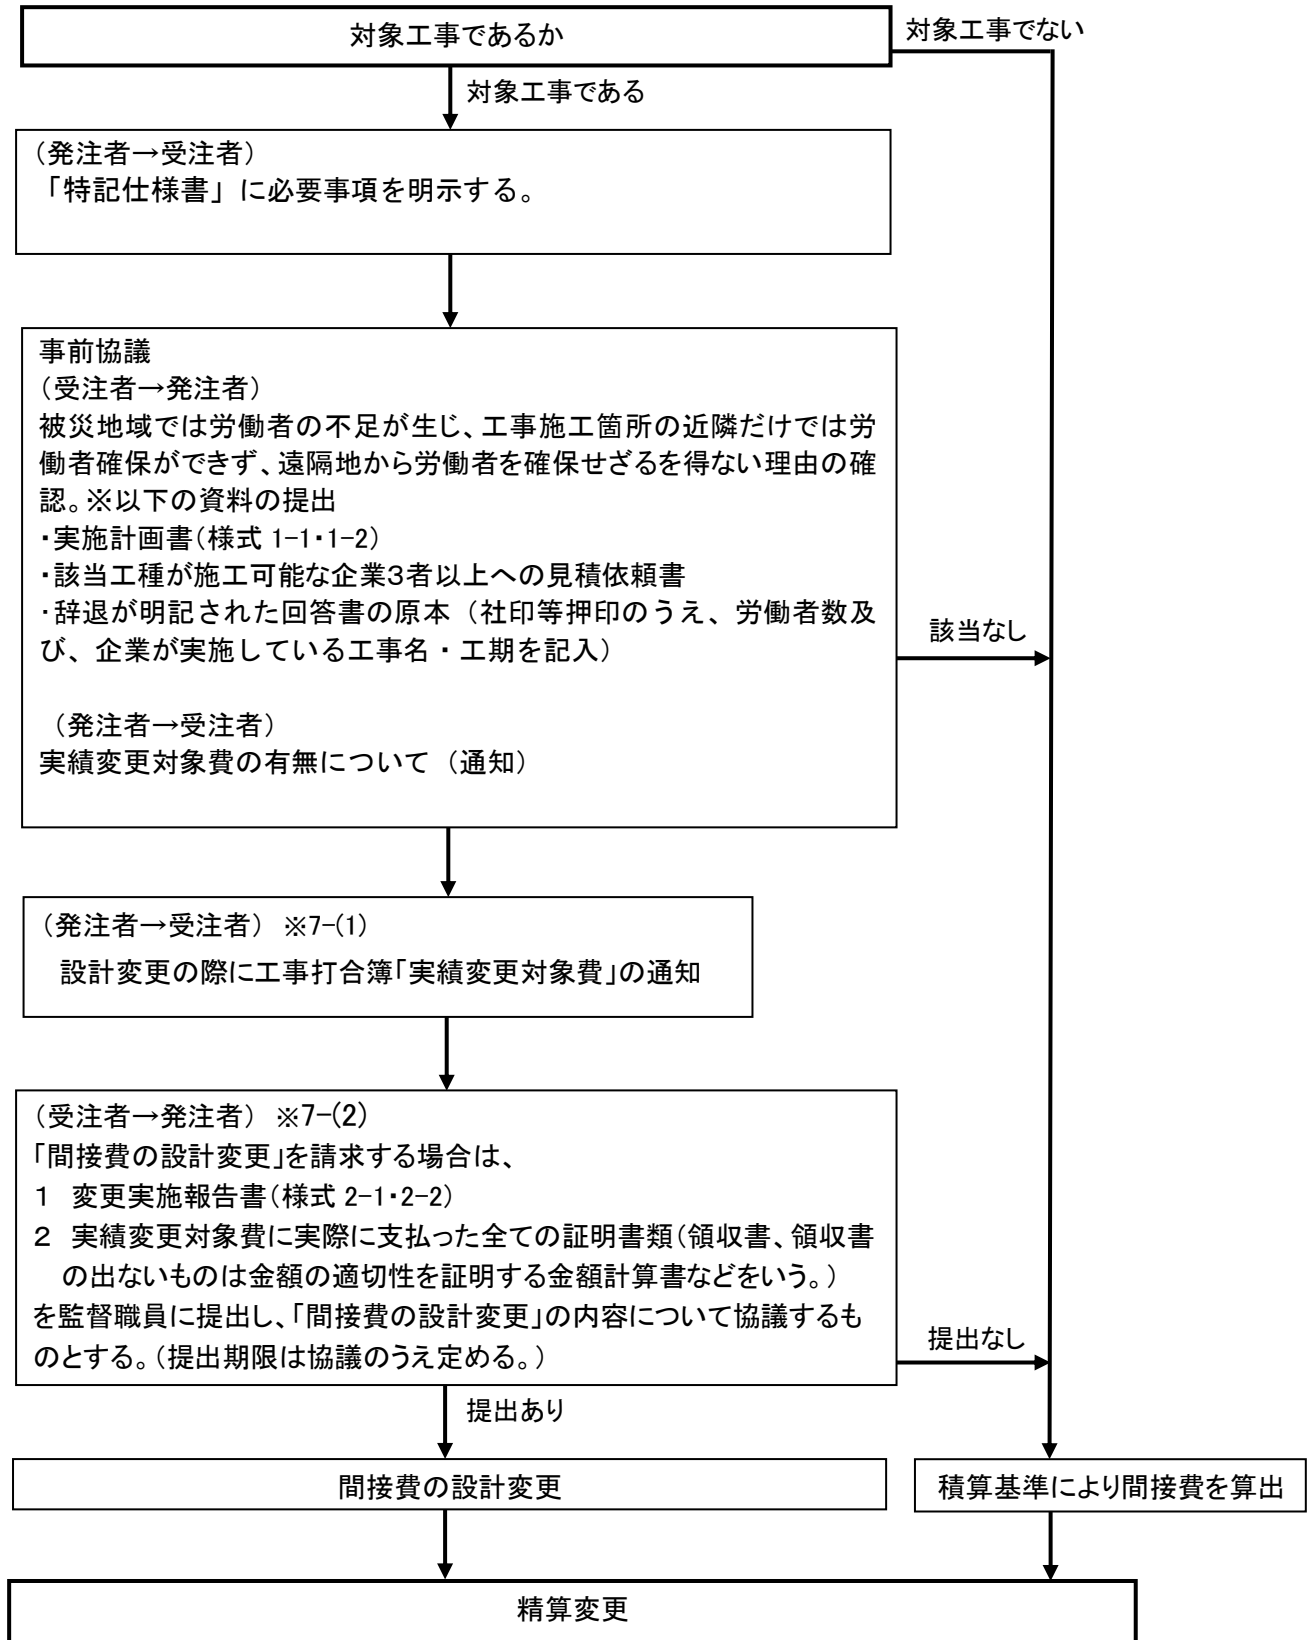 対象工事であるか
対象工事でない
対象工事である
（発注者→受注者）
「特記仕様書」に必要事項を明示する。
事前協議
（受注者→発注者）
被災地域では労働者の不足が生じ、工事施工箇所の近隣だけでは労
働者確保ができず、遠隔地から労働者を確保せざるを得ない理由の確
認。※以下の資料の提出
・実施計画書（様式 1-1・1-2）
・該当工種が施工可能な企業３者以上への見積依頼書
・辞退が明記された回答書の原本（社印等押印のうえ、労働者数及
び、企業が実施している工事名・工期を記入）
該当なし
（発注者→受注者）
実績変更対象費の有無について（通知）
（発注者→受注者） ※7-(1)
設計変更の際に工事打合簿「実績変更対象費」の通知
（受注者→発注者） ※7-(2)
「間接費の設計変更」を請求する場合は、
１　変更実施報告書（様式 2-1・2-2）
２　実績変更対象費に実際に支払った全ての証明書類（領収書、領収書
の出ないものは金額の適切性を証明する金額計算書などをいう。）
を監督職員に提出し、「間接費の設計変更」の内容について協議するも
のとする。（提出期限は協議のうえ定める。）
提出なし
提出あり
間接費の設計変更
積算基準により間接費を算出
精算変更